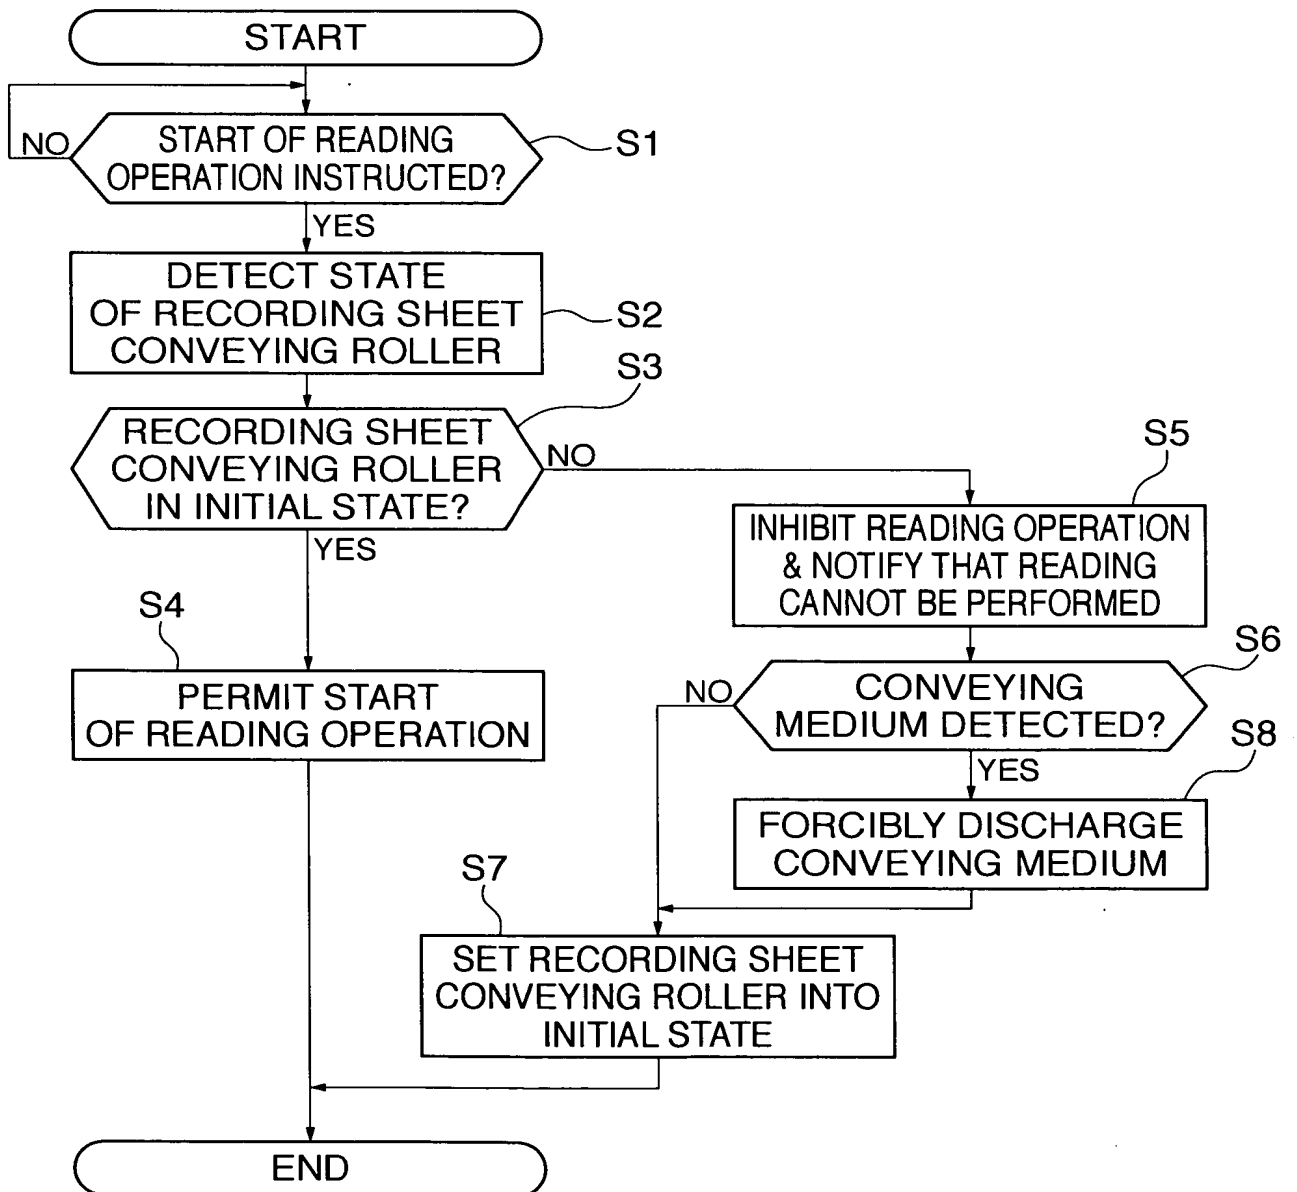 START
NO
START OF READING
OPERATION INSTRUCTED?
S1
YES
DETECT STATE
OF RECORDING SHEET
CONVEYING ROLLER
S2
S3
RECORDING SHEET
CONVEYING ROLLER
IN INITIAL STATE?
NO
YES
S5
INHIBIT READING OPERATION
& NOTIFY THAT READING
CANNOT BE PERFORMED
S4
PERMIT START
OF READING OPERATION
S6
NO
CONVEYING
MEDIUM DETECTED?
YES
S8
FORCIBLY DISCHARGE
CONVEYING MEDIUM
S7
SET RECORDING SHEET
CONVEYING ROLLER INTO
INITIAL STATE
END